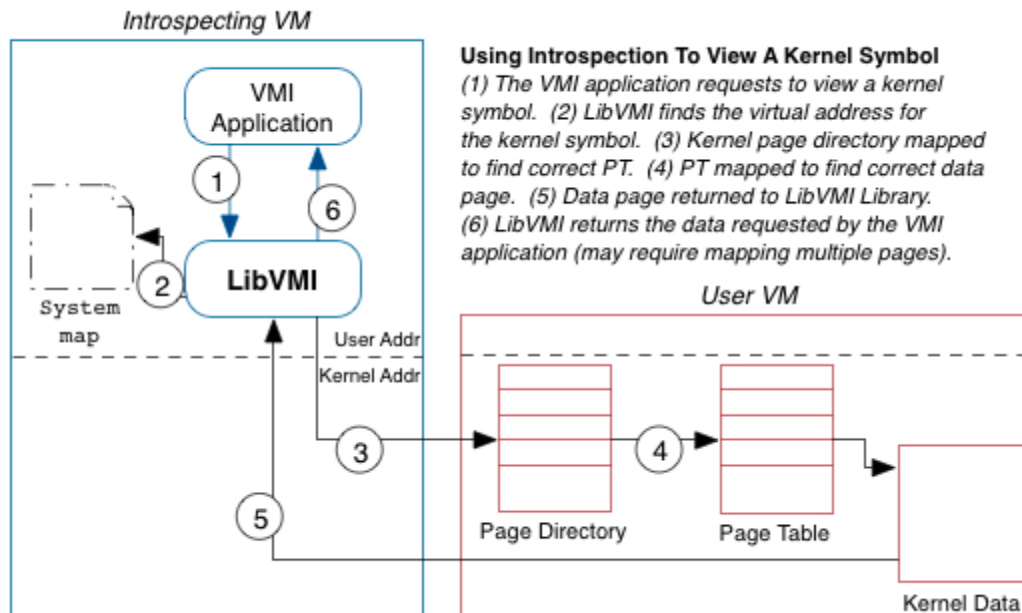 Introspecting VM
Using Introspection To View A Kernel Symbol
(1) The VMI application requests to view a kernel
symbol. (2) LibVMI finds the virtual address for
the kernel symbol. (3) Kernel page directory mapped
to find correct PT. (4) PT mapped to find correct data
page. (5) Data page returned to LibVMI Library.
(6) LibVMI returns the data requested by the VMI
application (may require mapping multiple pages).
VMI
Application
1
6
2
LibVMI
System
map
User Addr
Kernel Addr
User VM
3
4
5
Page Directory
Page Table
Kernel Data